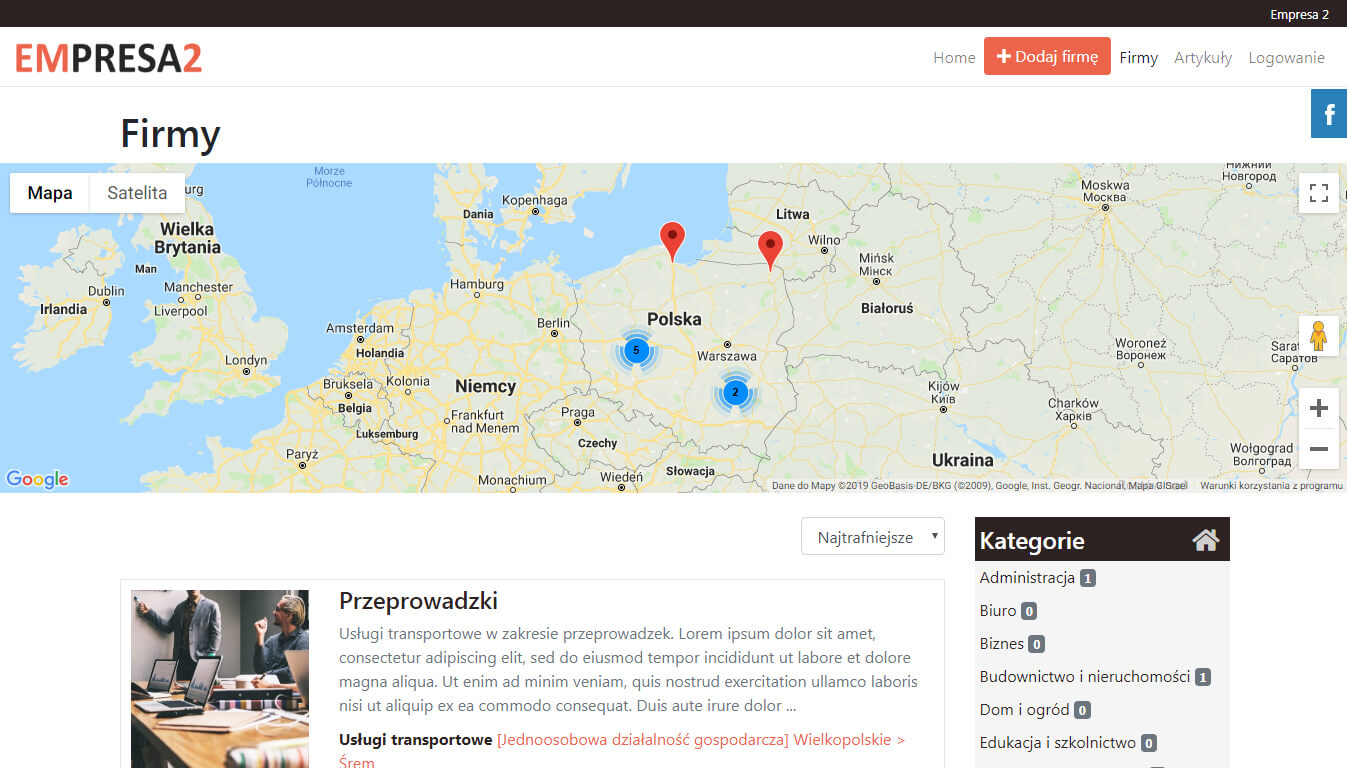 Empresa 2
EMPRESA2
Home
Dodaj firmę
Firmy
Artykuły
Logowanie
f
Firmy
Mapa
Satelita
urg
Morze
Północne
Kopenhaga
Dania
Litwa
Wilno
Moskwa
Москва
Нижний
Новгород
Wielka
Brytania
Man
Dublin
Irlandia
Manchester
Liverpool
Hamburg
Mińsk
Мінск
Białoruś
Amsterdam
Holandia
Berlin
Polska
5
Warszawa
Woroneż
Воронеж
Sarat
Саратов
Londyn
Bruksela
Kolonia
Belgia
Niemcy
2
Kijów
Київ
Charków
Харків
Frankfurt
nad Menem
Praga
Luksemburg
Czechy
Paryż
Monachium
Wiedeń
Słowacja
Ukraina
Wołgograd
Волгоград
Google
Dane do Mapy ©2019 GeoBasis-DE/BKG (©2009), Google, Inst. Geogr. Nacional, Mapa GISrael
Warunki korzystania z programu
Najtrafniejsze
Kategorie
Administracja 1
Biuro 0
Biznes 0
Budownictwo i nieruchomości 1
Dom i ogród 0
Edukacja i szkolnictwo 0
Przeprowadzki
Usługi transportowe w zakresie przeprowadzek. Lorem ipsum dolor sit amet,
consectetur adipiscing elit, sed do eiusmod tempor incididunt ut labore et dolore
magna aliqua. Ut enim ad minim veniam, quis nostrud exercitation ullamco laboris
nisi ut aliquip ex ea commodo consequat. Duis aute irure dolor ...
Usługi transportowe [Jednoosobowa działalność gospodarcza] Wielkopolskie >
Śrem